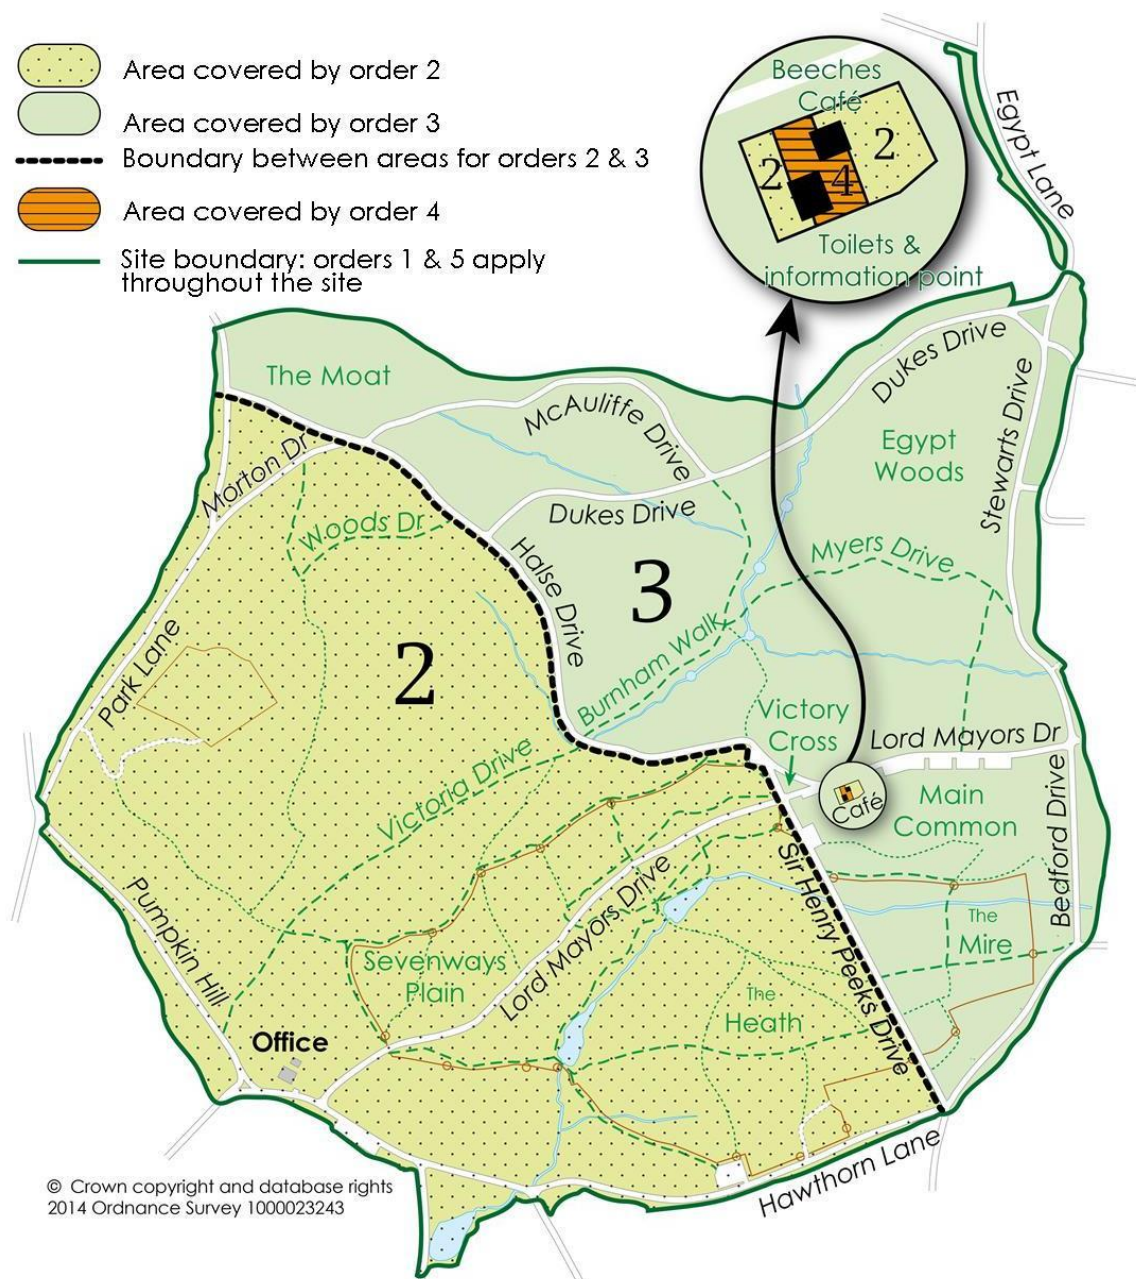 Area covered by order 2
Area covered by order 3
Boundary between areas for orders 2 & 3
Area covered by order 4
Site boundary: orders 1 & 5 apply
throughout the site
Beeches
Café
2
2
4
Toilets &
information point
Egypt Lane
The Moat
McAuliffe Drive
Dukes Drive
Stewarts Drive
Egypt
Woods
Morton Dr
Woods Dr
Dukes Drive
Halse Drive
Myers Drive
3
2
Park Lane
Burnham Walk
Victory
Cross
Lord Mayors Dr
Victoria Drive
Café
Main
Common
Bedford Drive
Sir Henry Peeks Drive
Pumpkin Hill
Lord Mayors Drive
The
Mire
Sevenways
Plain
The
Heath
Office
Hawthorn Lane
© Crown copyright and database rights
2014 Ordnance Survey 1000023243